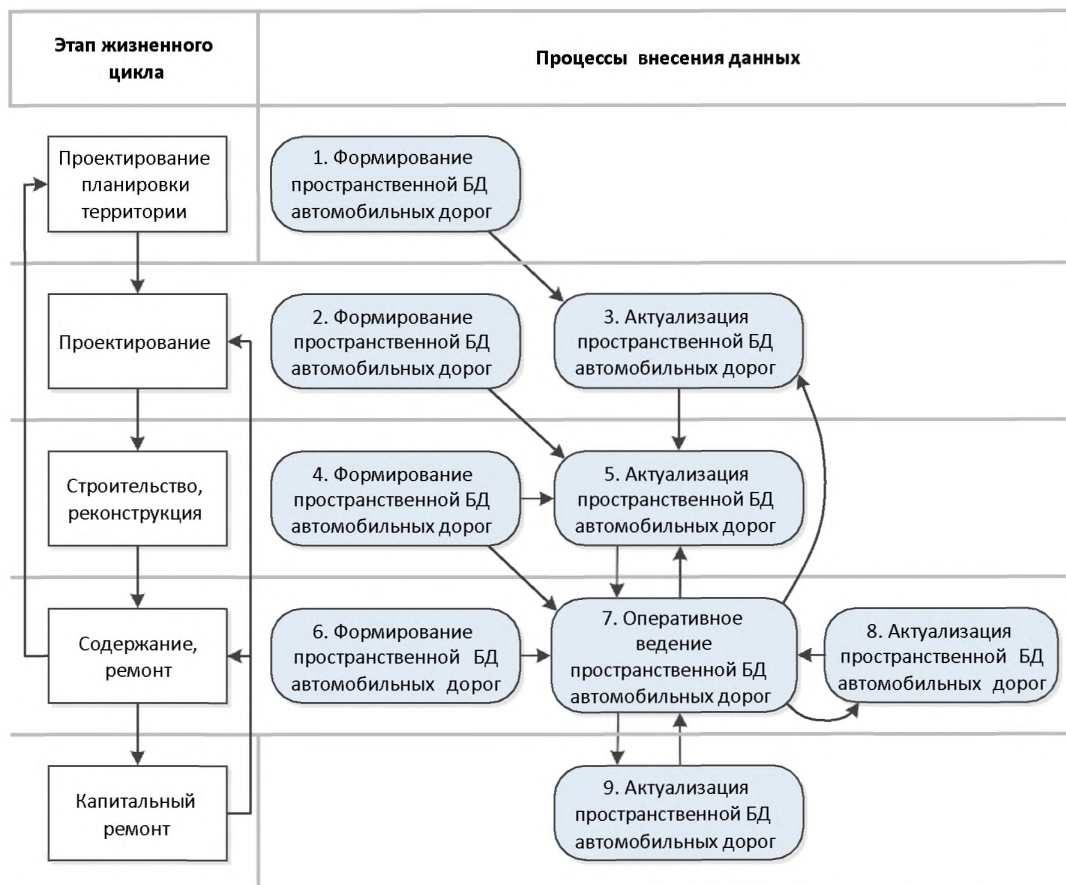 Этап жизненного
цикла
Процессы внесения данных
Проектирование
планировки
территории
1. Формирование
пространственной БД
автомобильных дорог
Проектирование
2. Формирование
пространственной БД
автомобильных дорог
3. Актуализация
пространственной БД
автомобильных дорог
Строительство,
реконструкция
4. Формирование
пространственной БД
автомобильных дорог
5. Актуализация
пространственной БД
автомобильных дорог
Содержание,
ремонт
6. Формирование
пространственной БД
автомобильных дорог
7. Оперативное
ведение
пространственной БД
автомобильных дорог
8. Актуализация
пространственной БД
автомобильных дорог
Капитальный
ремонт
9. Актуализация
пространственной БД
автомобильных дорог